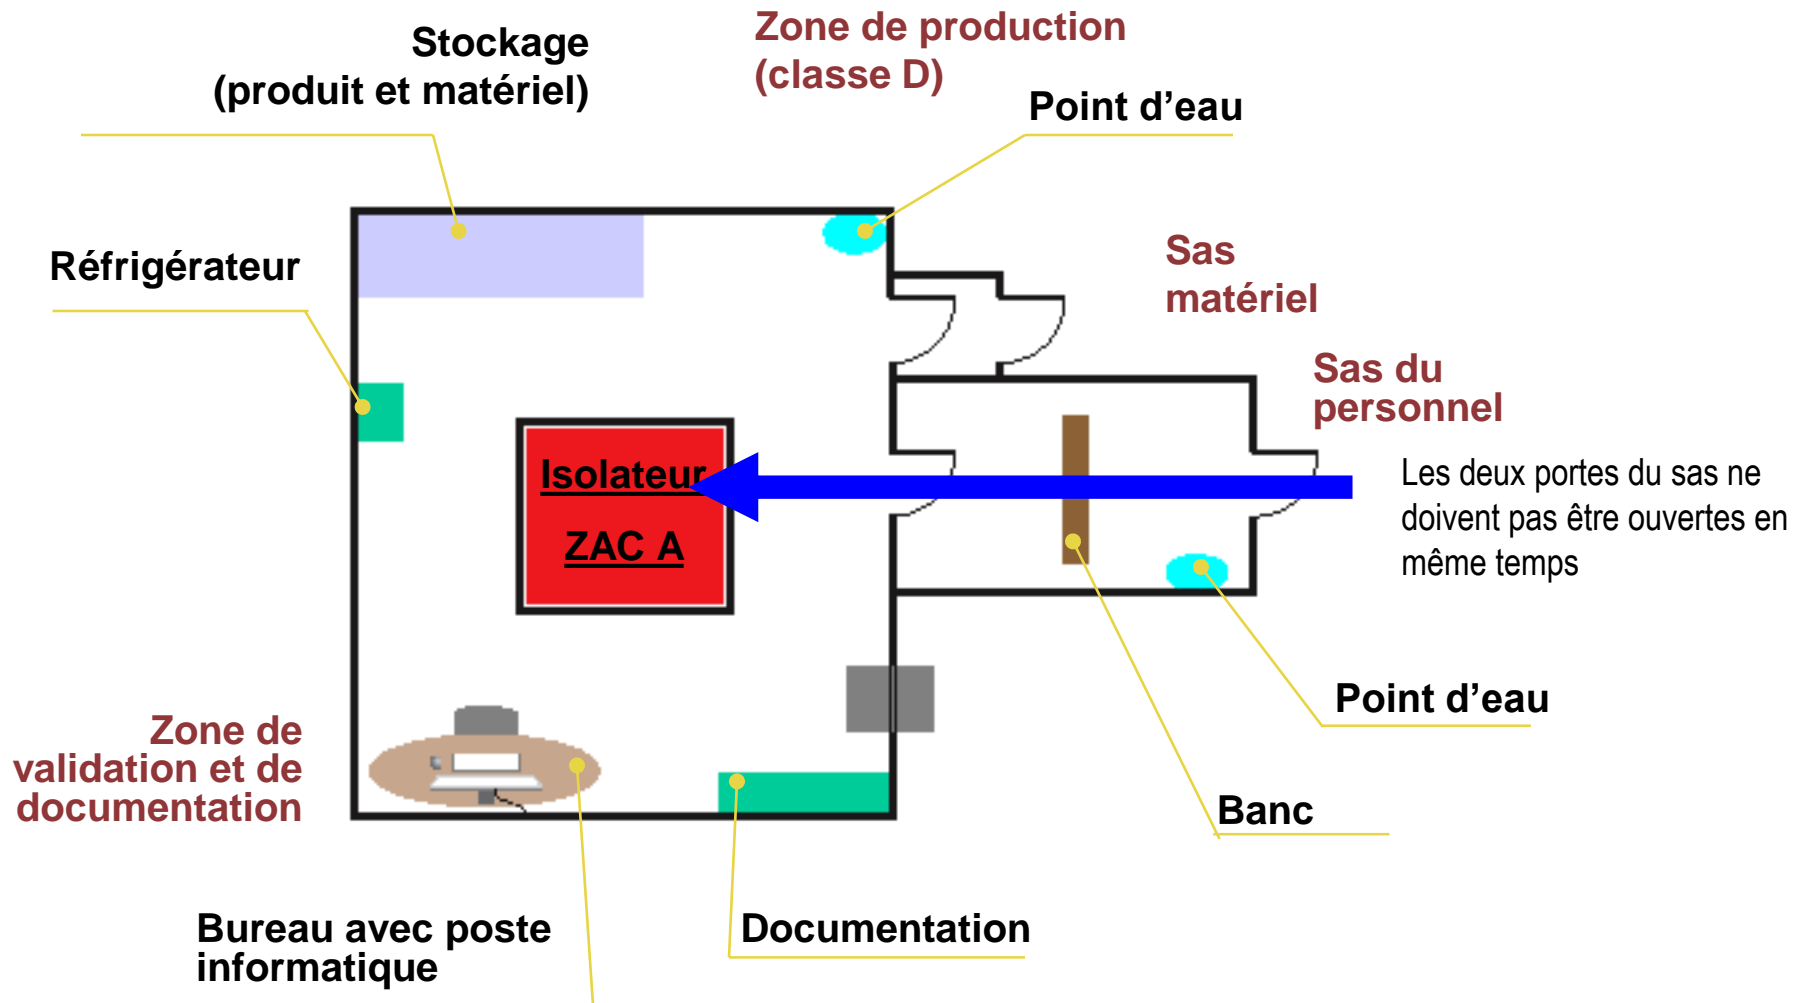 Stockage
(produit et matériel)
Zone de production
(classe D)
Point d’eau
Réfrigérateur
Sas
matériel
Sas du
personnel
Isolateur
ZAC A
Les deux portes du sas ne
doivent pas être ouvertes en
même temps
Point d’eau
Zone de
validation et de
documentation
Banc
Bureau avec poste
informatique
Documentation